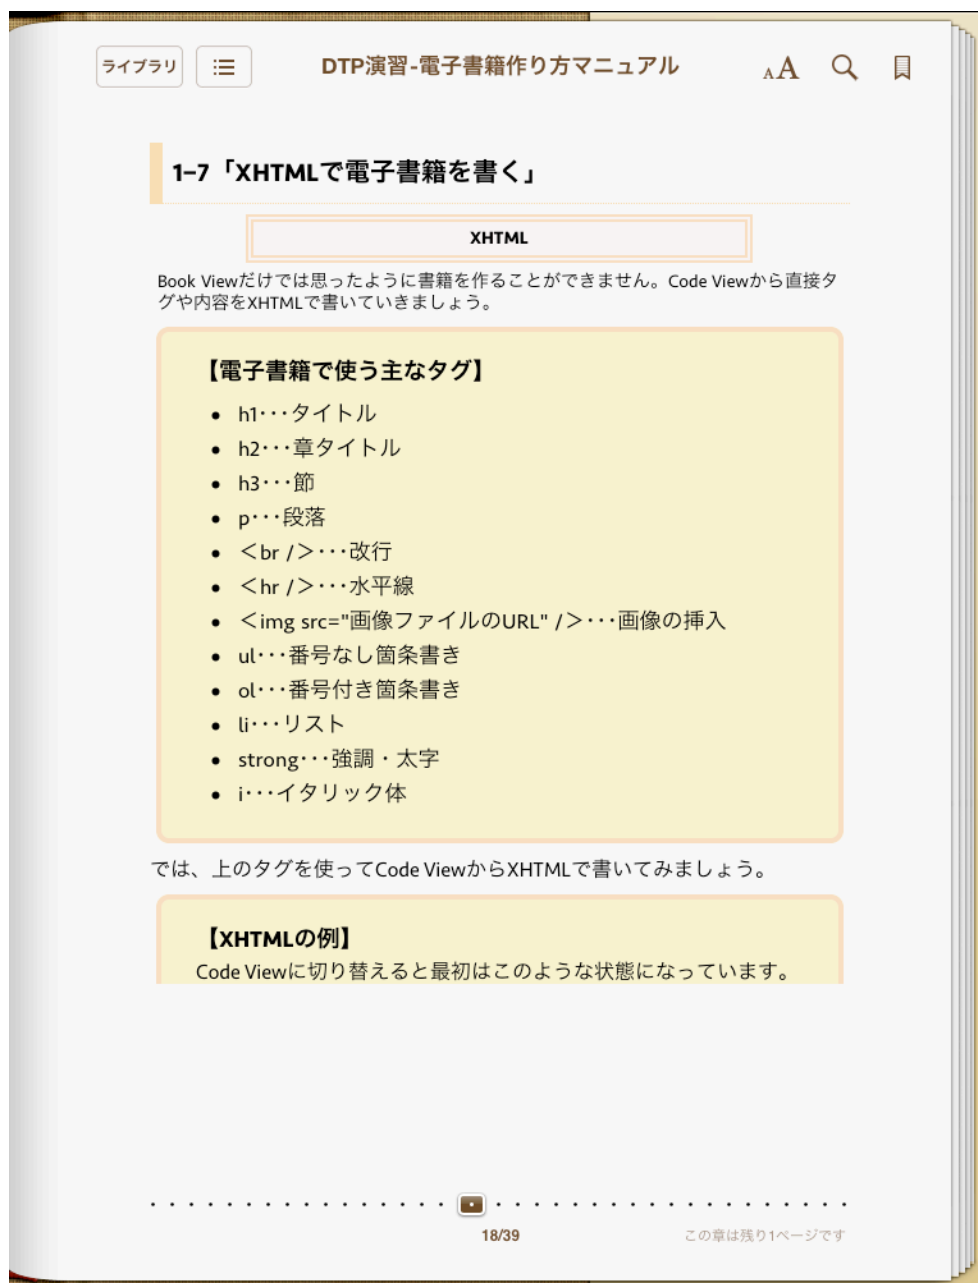 ライブラリ
DTP演習-電子書籍作り方マニュアル
AA
1-7「XHTMLで電子書籍を書く」
XHTML
Book Viewだけでは思ったように書籍を作ることができません。Code Viewから直接タ
グや内容をXHTMLで書いていきましょう。
【電子書籍で使う主なタグ】
• h1･･･タイトル
• h2･･･章タイトル
• h3･･･節
• p･･･段落
• ＜br /＞･･･改行
• ＜hr /＞･･･水平線
• ＜img src="画像ファイルのURL" /＞･･･画像の挿入
• ul･･･番号なし箇条書き
• ol･･･番号付き箇条書き
• li･･･リスト
• strong･･･強調・太字
• i･･･イタリック体
では、上のタグを使ってCode ViewからXHTMLで書いてみましょう。
【XHTMLの例】
Code Viewに切り替えると最初はこのような状態になっています。
18/39
この章は残り1ページです